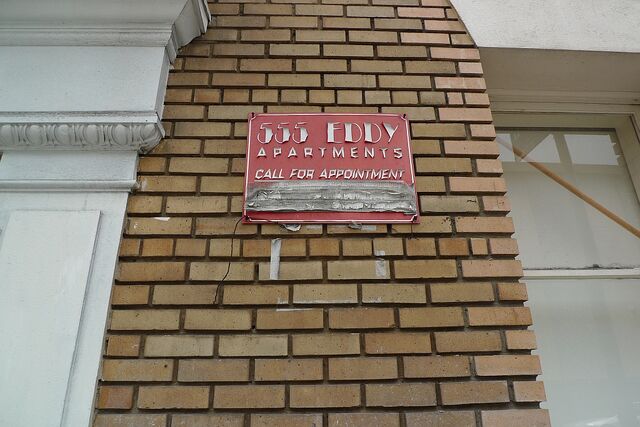 555 EDDY
APARTMENTS
CALL FOR APPOINTMENT